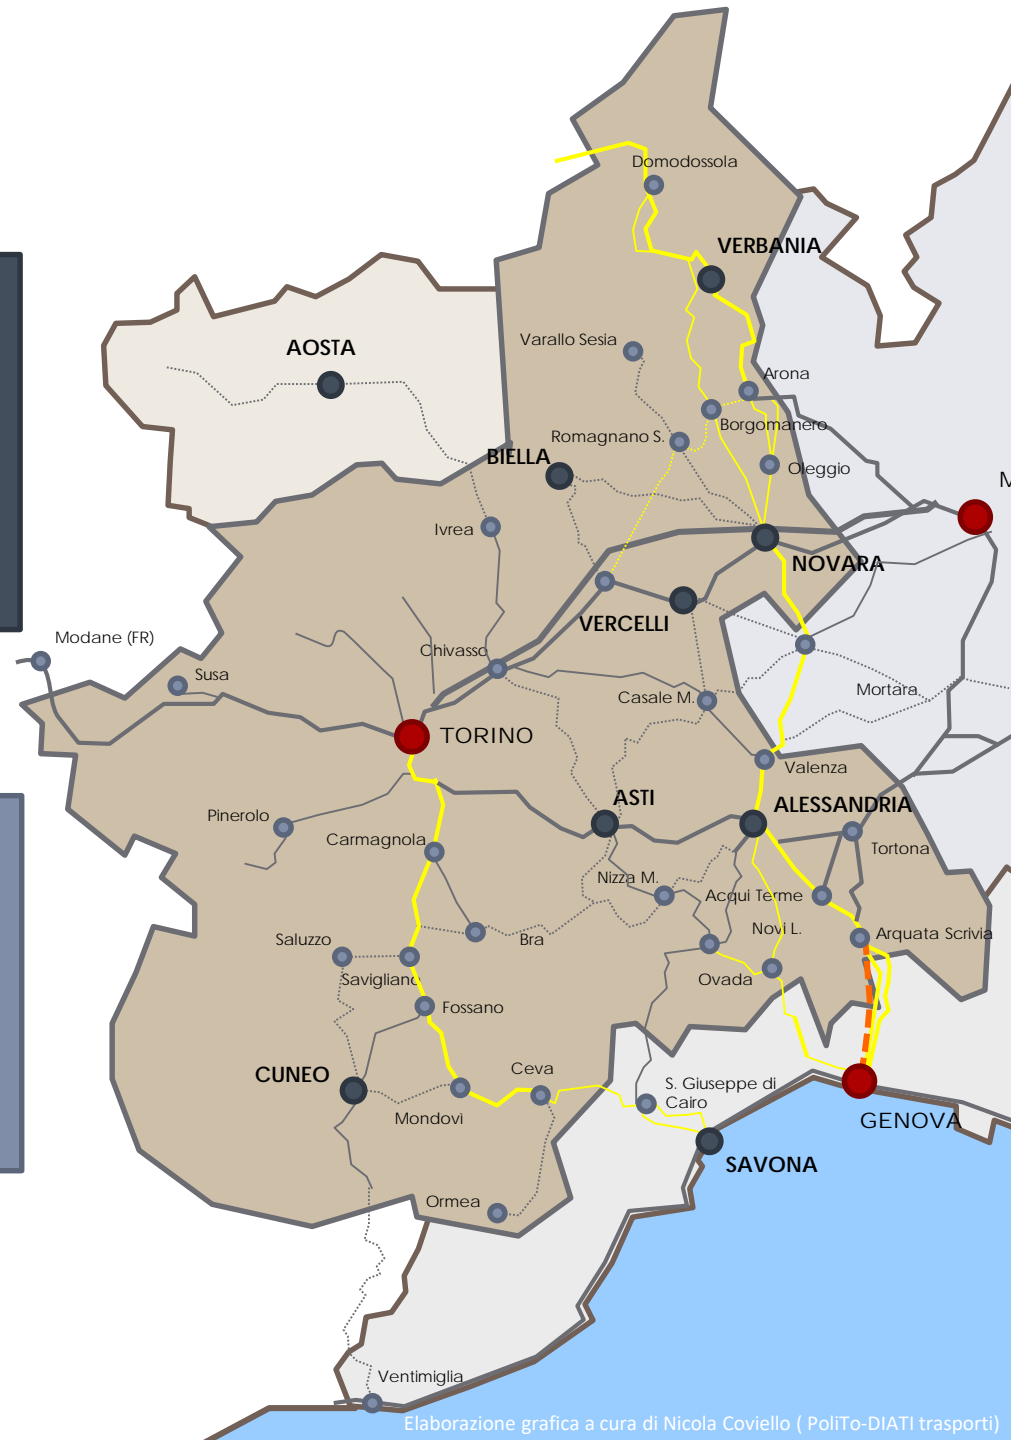 Domodossola
VERBANIA
Varallo Sesia
AOSTA
Arona
Borgomanero
Romagnano S.
BIELLA
Oleggio
M
Ivrea
NOVARA
VERCELLI
Modane (FR)
Chivasso
Susa
Casale M.
Mortara
TORINO
Valenza
ASTI
ALESSANDRIA
Pinerolo
Carmagnola
Tortona
Nizza M.
Acqui Terme
Novi L.
Arquata Scrivia
Saluzzo
Bra
Savigliano
Ovada
Fossano
CUNEO
Ceva
S. Giuseppe di
Cairo
Mondovì
GENOVA
SAVONA
Ormea
Ventimiglia
Elaborazione grafica a cura di Nicola Coviello ( PoliTo-DIATI trasporti)